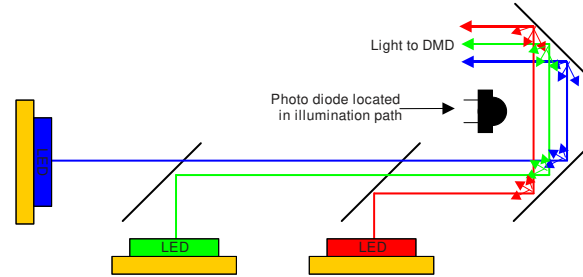 Light to DMD
Photo diode located
in illumination path
LED
LED
LED